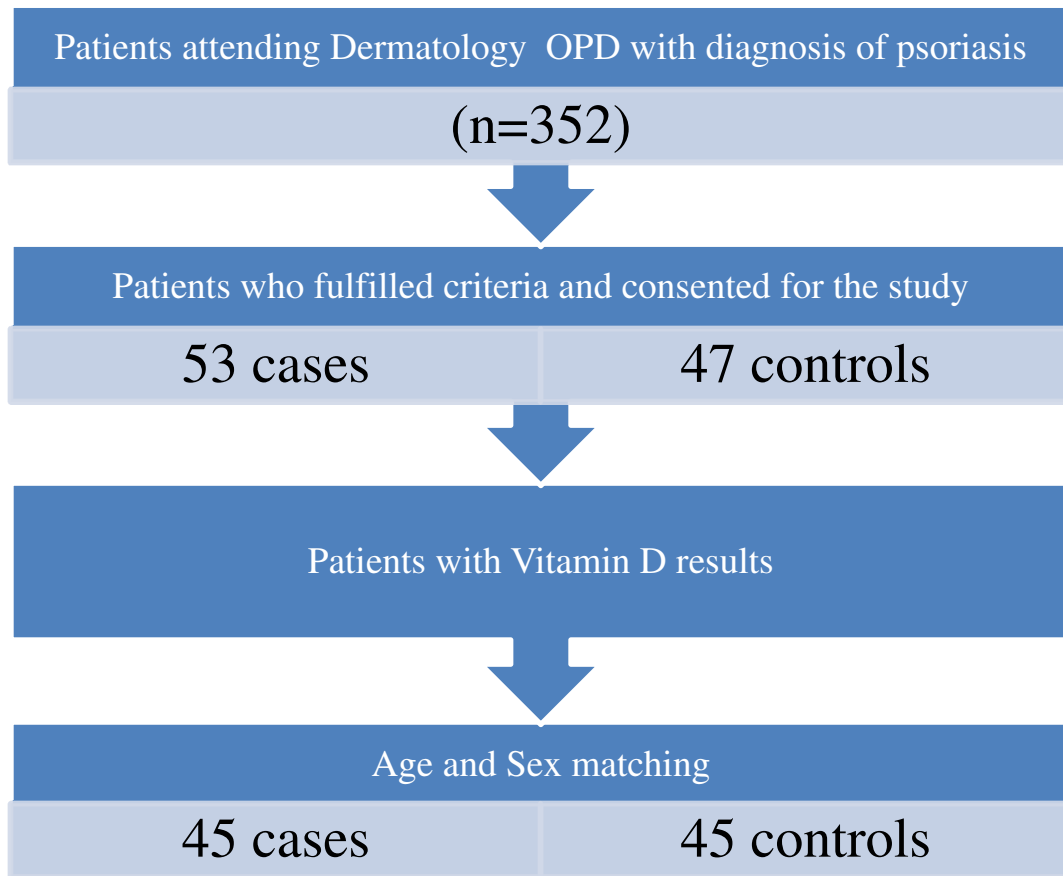 Patients attending Dermatology  OPD with diagnosis of psoriasis
(n=352)
Patients who fulfilled criteria and consented for the study
53 cases
47 controls
Patients with Vitamin D results
Age and Sex matching
45 cases
45 controls